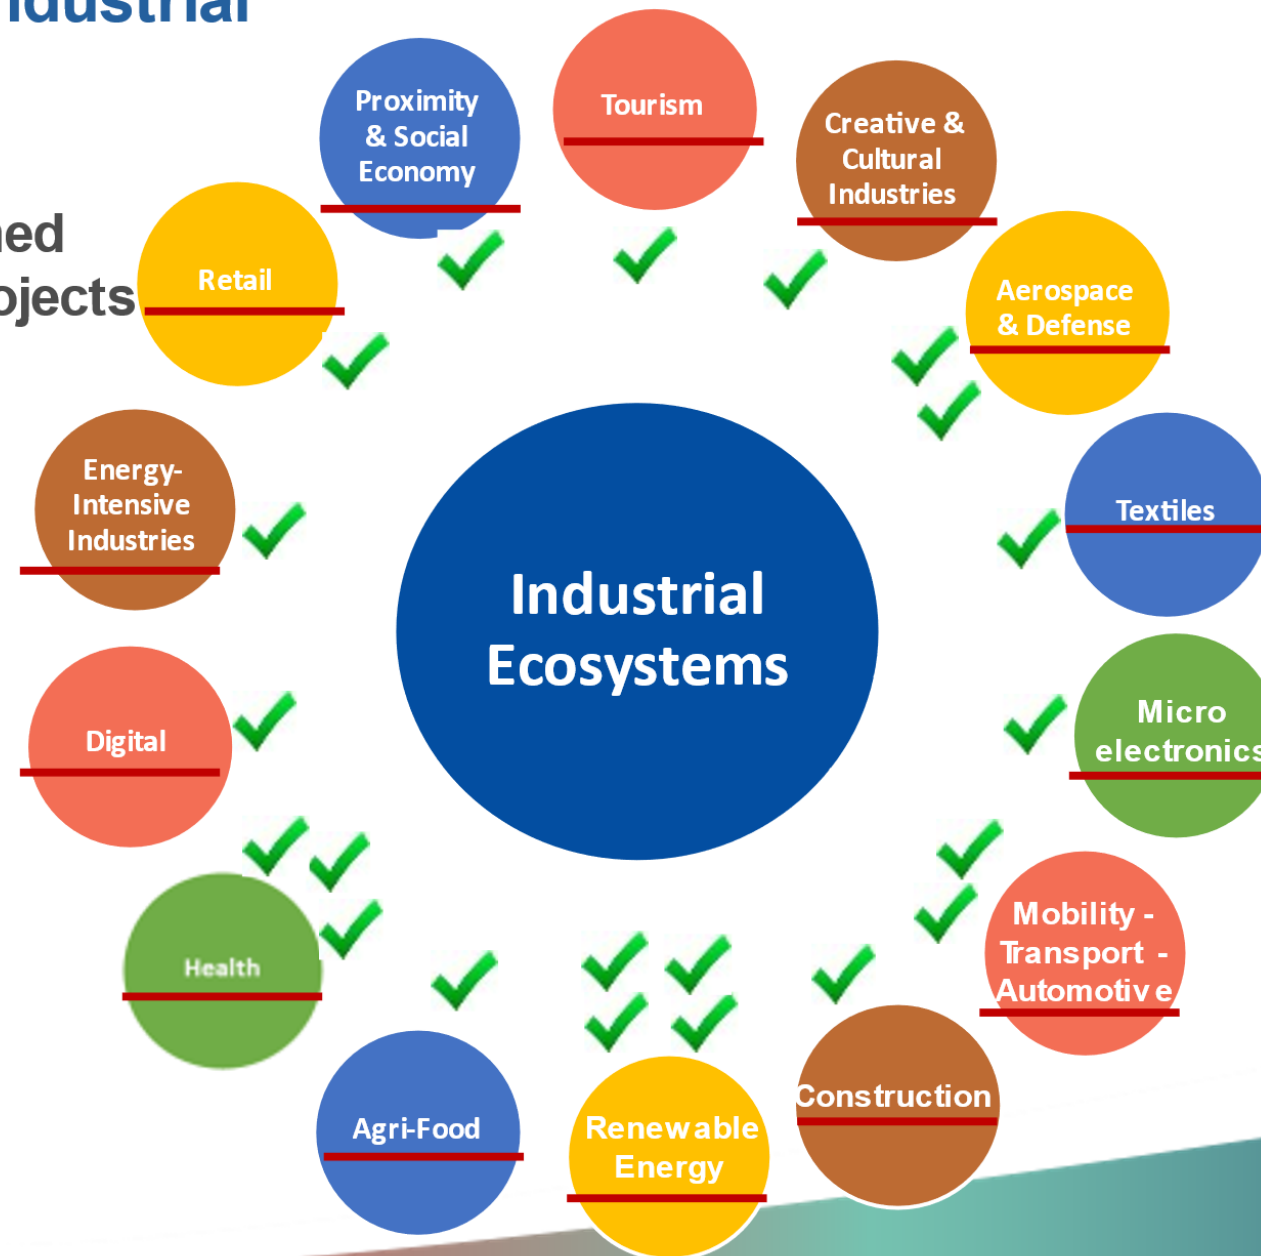 Tourism
Proximity
& Social
Economy
Creative &
Cultural
Industries
Retail
Aerospace
& Defense
Energy-
Intensive
Industries
Textiles
Industrial
Ecosystems
Micro
electronics
Digital
Mobility -
Transport -
Automotive
Health
Construction
Agri-Food
Renewable
Energy